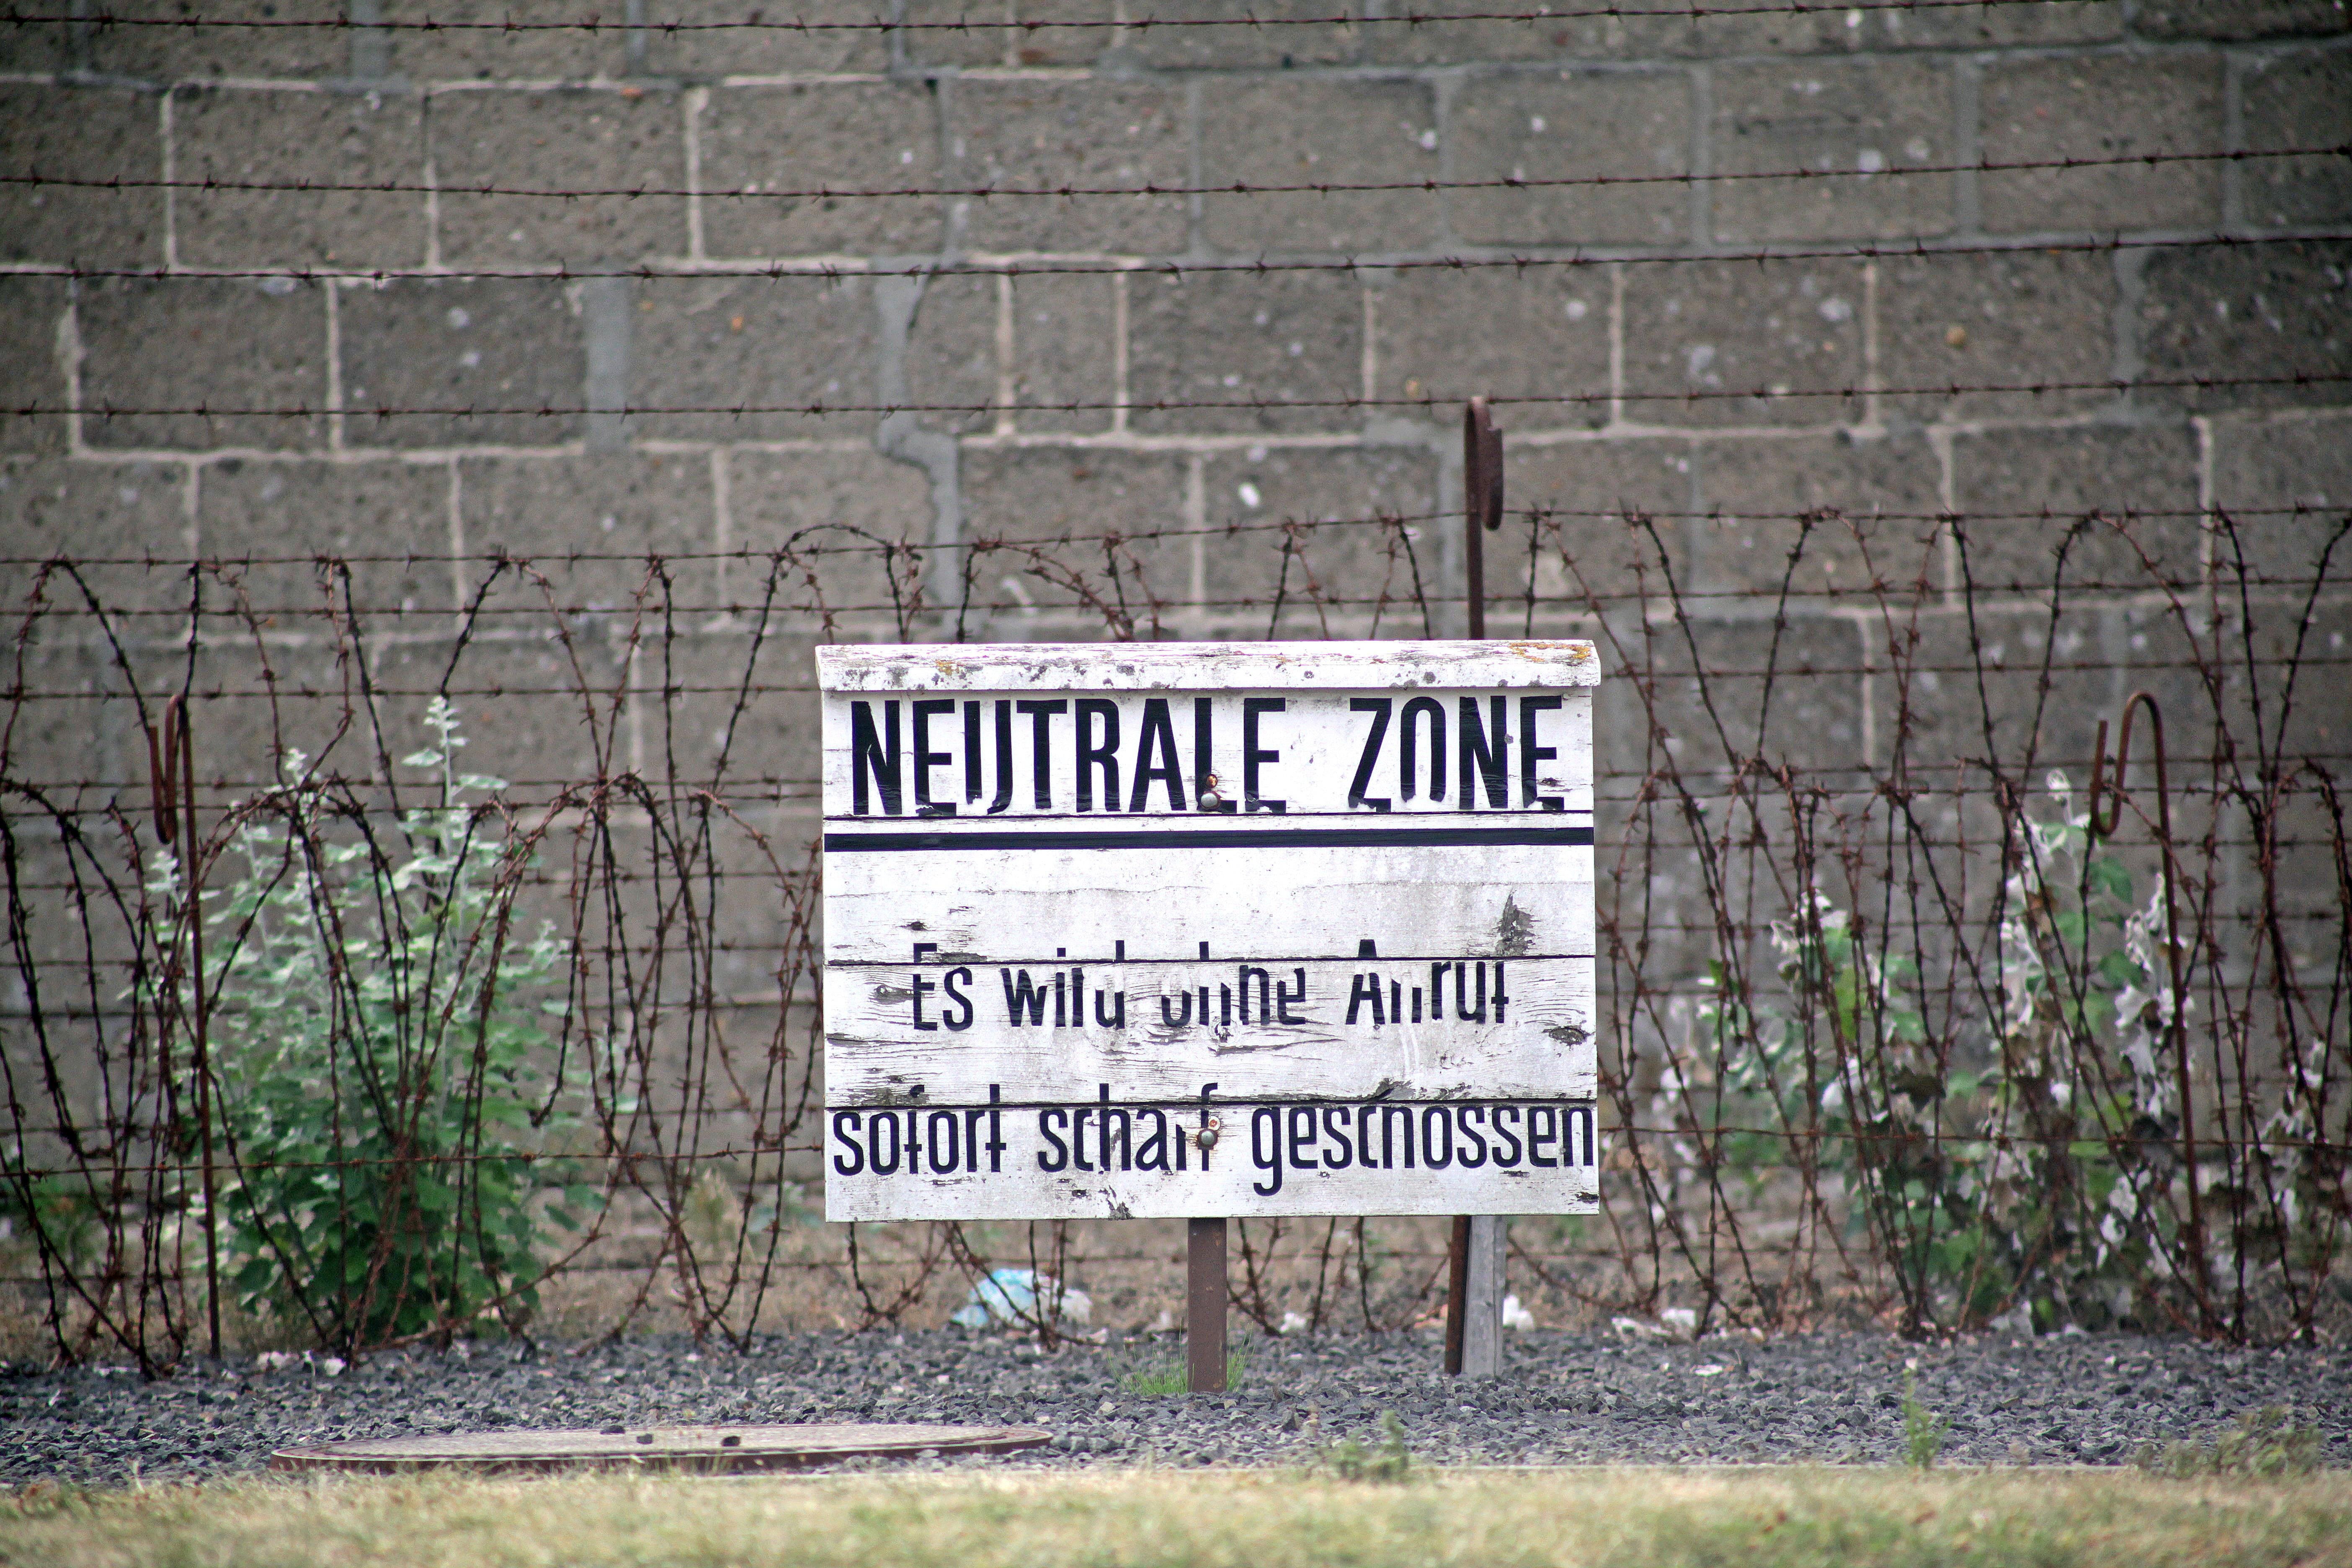 NEUTRALE ZONE
Es wird ohne Anruf
sofort scharf geschossen